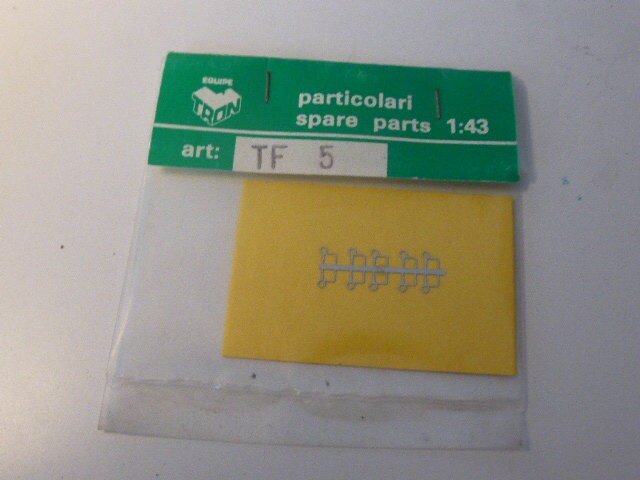 EQUIPE
TRON
particolari
spare parts 1:43
art: TF 5